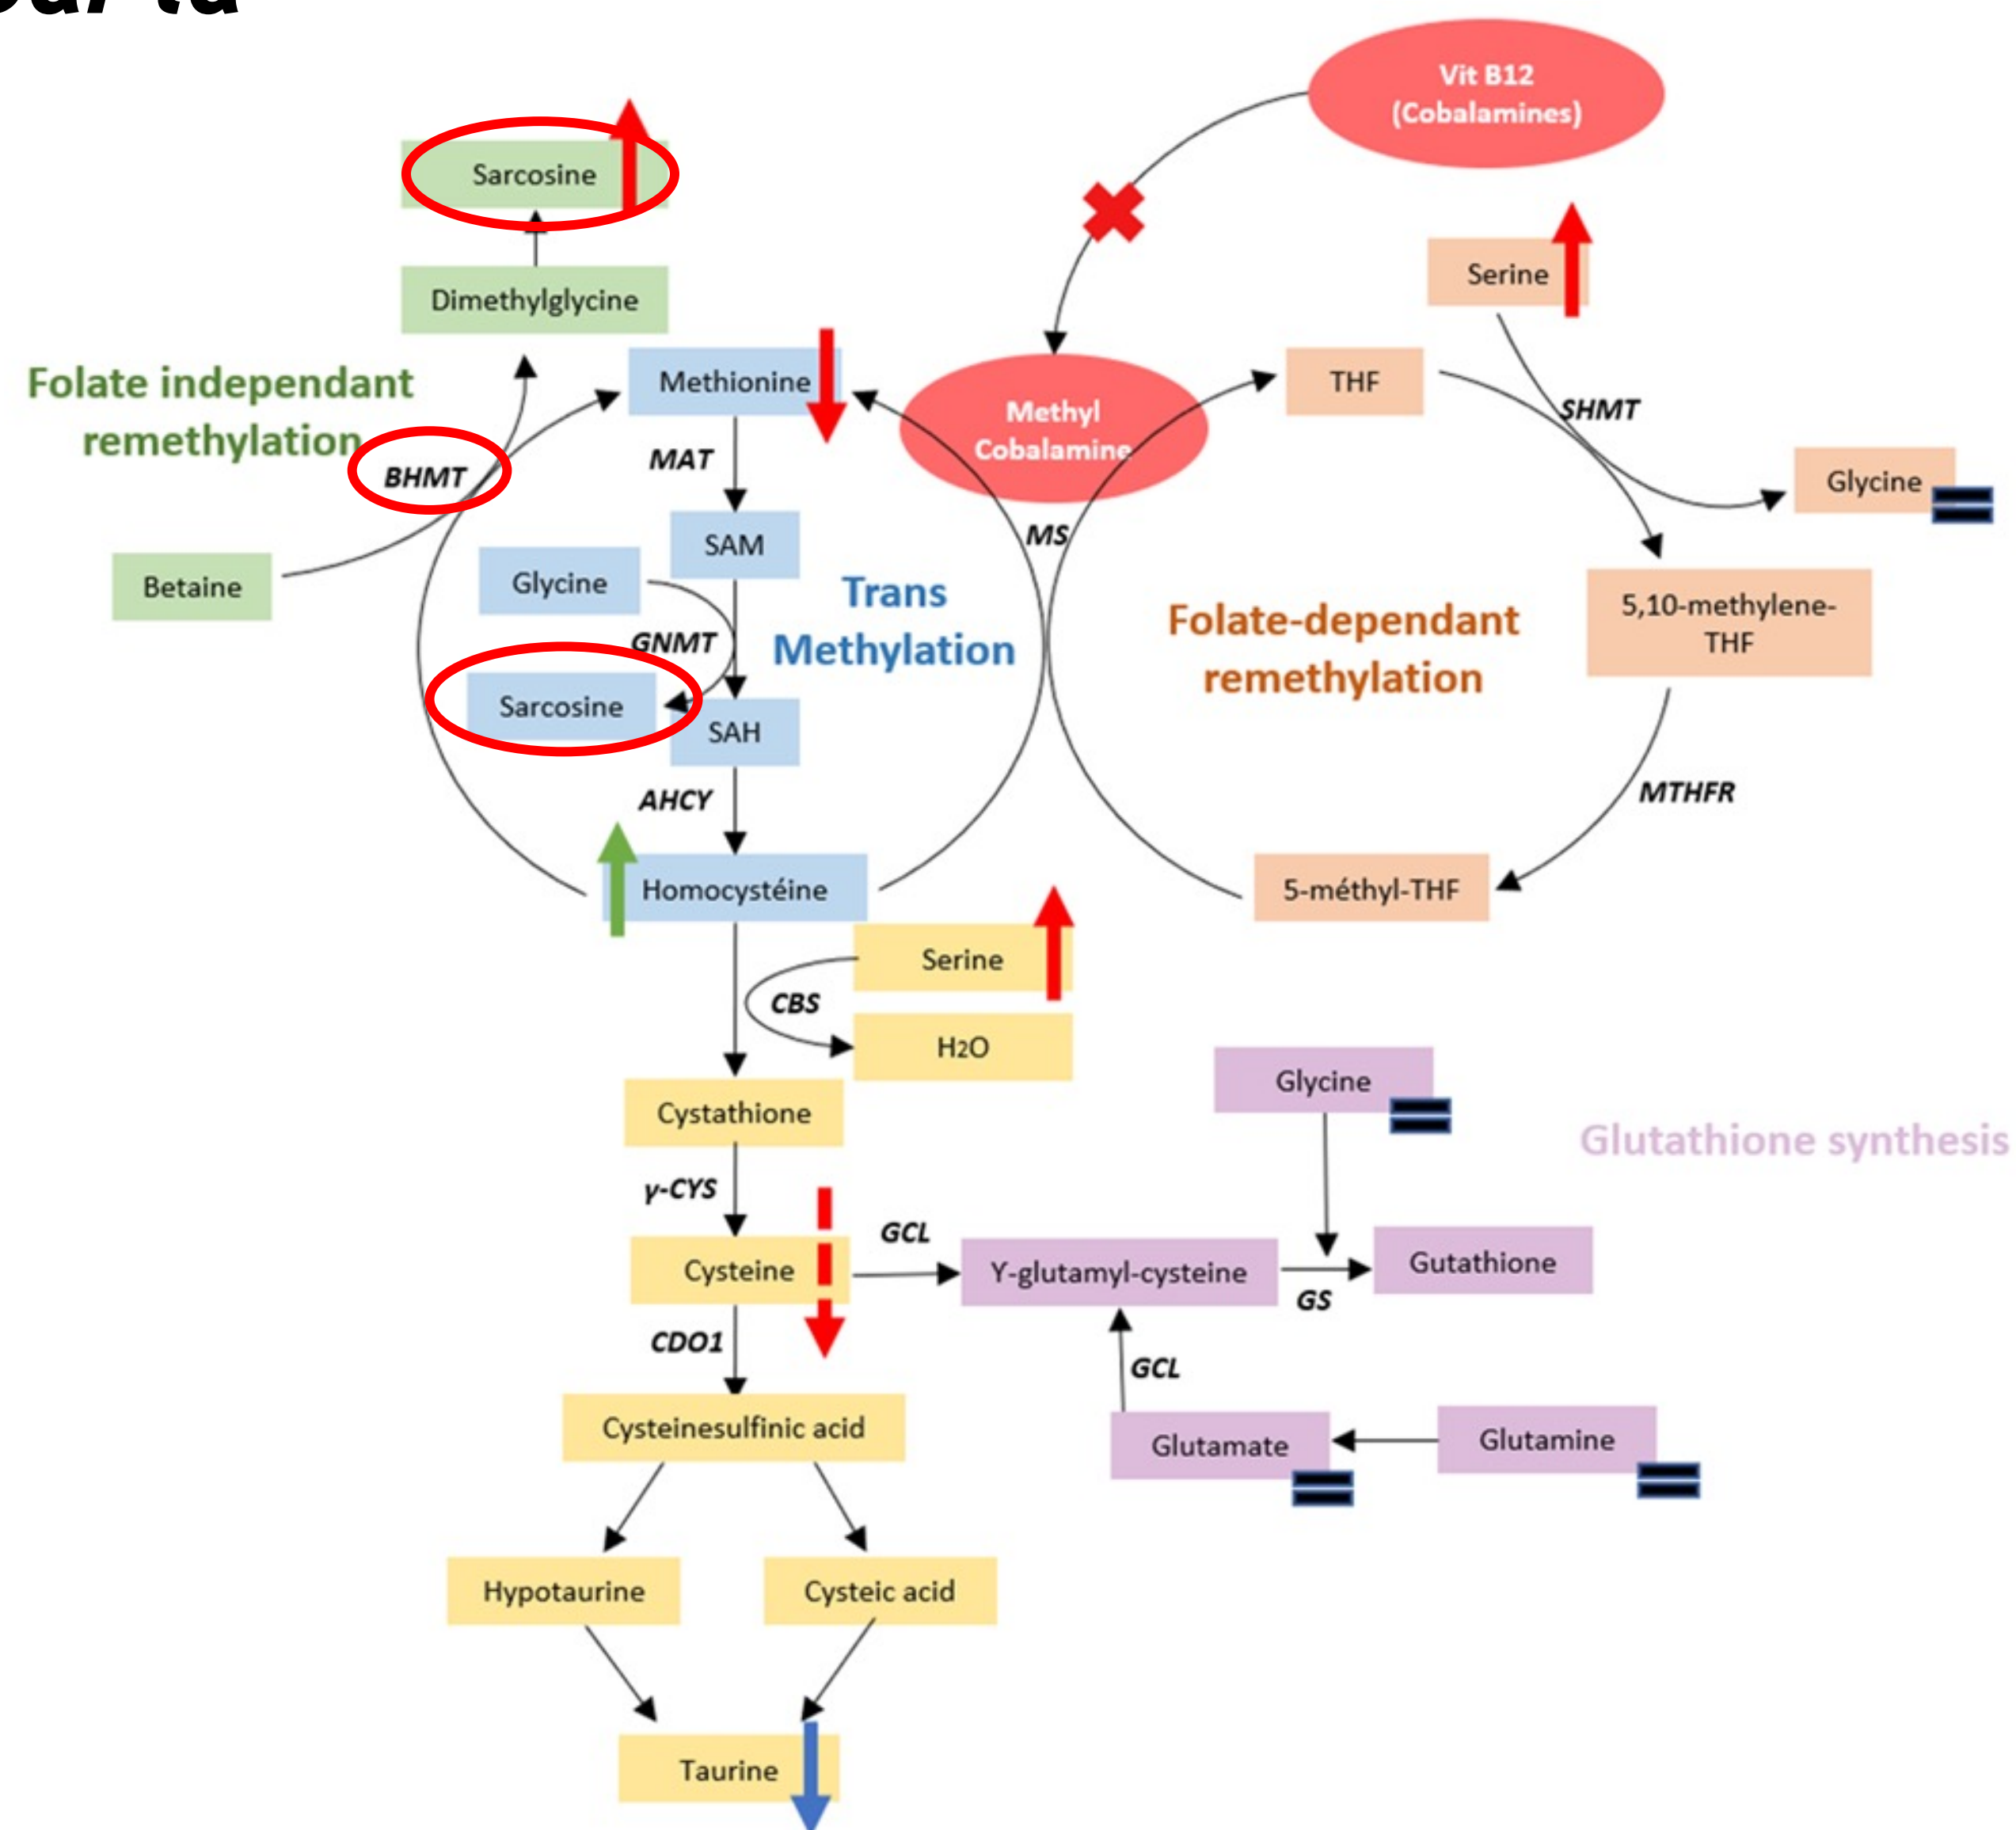 Vit B12
(Cobalamines)
Sarcosine
Serine
Dimethylglycine
Folate independant
remethylation
Methionine
Methyl
Cobalamine
THF
SHMT
BHMT
MAT
Glycine
SAM
MS
Betaine
Glycine
Trans
Methylation
Folate-dependant
remethylation
5,10-methylene-
THF
GNMT
Sarcosine
SAH
AHCY
MTHFR
Homocystéine
5-méthyl-THF
Serine
CBS
H2O
Cystathione
Glycine
Glutathione synthesis
γ-CYS
Cysteine
GCL
Y-glutamyl-cysteine
Gutathione
GS
CDO1
GCL
Cysteinesulfinic acid
Glutamate
Glutamine
Hypotaurine
Cysteic acid
Taurine